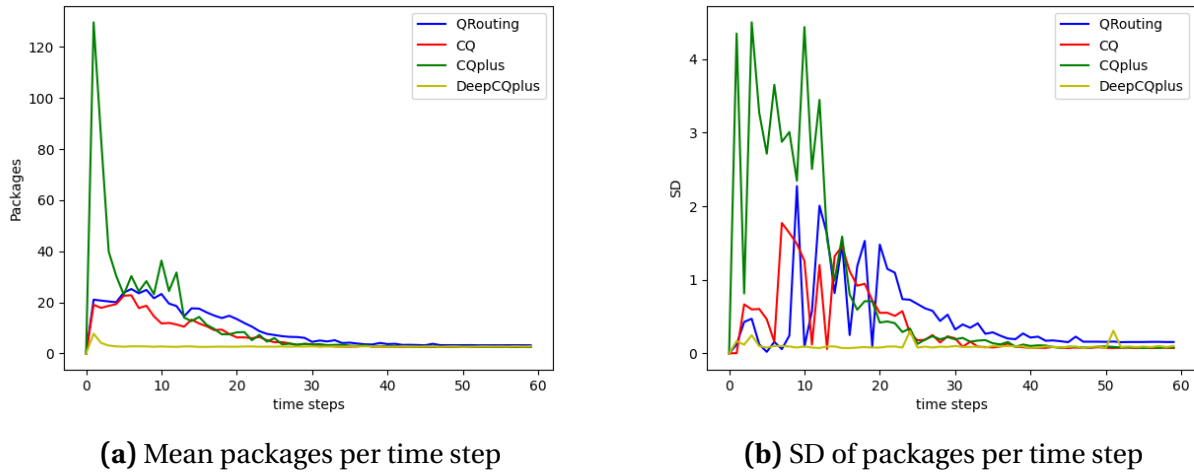 120
100
80
60
40
20
0
Packages
0 10 20 30 40 50 60
time steps
QRouting
CQ
CQplus
DeepCQplus
(a) Mean packages per time step
4
3
2
1
0
SD
0 10 20 30 40 50 60
time steps
QRouting
CQ
CQplus
DeepCQplus
(b) SD of packages per time step